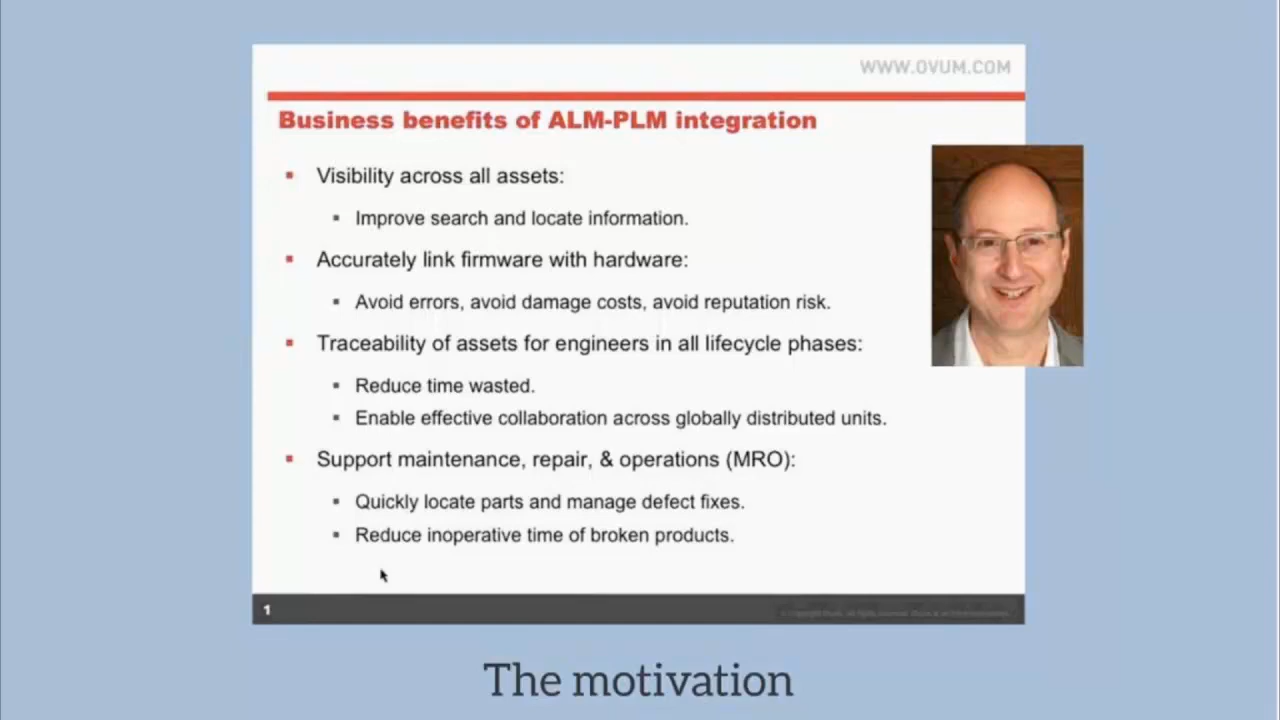 WWW.OVUM.COM
Business benefits of ALM-PLM integration
Visibility across all assets:
Improve search and locate information.
Accurately link firmware with hardware:
Avoid errors, avoid damage costs, avoid reputation risk.
Traceability of assets for engineers in all lifecycle phases:
Reduce time wasted.
Enable effective collaboration across globally distributed units.
Support maintenance, repair, & operations (MRO):
Quickly locate parts and manage defect fixes.
Reduce inoperative time of broken products.
1
The motivation